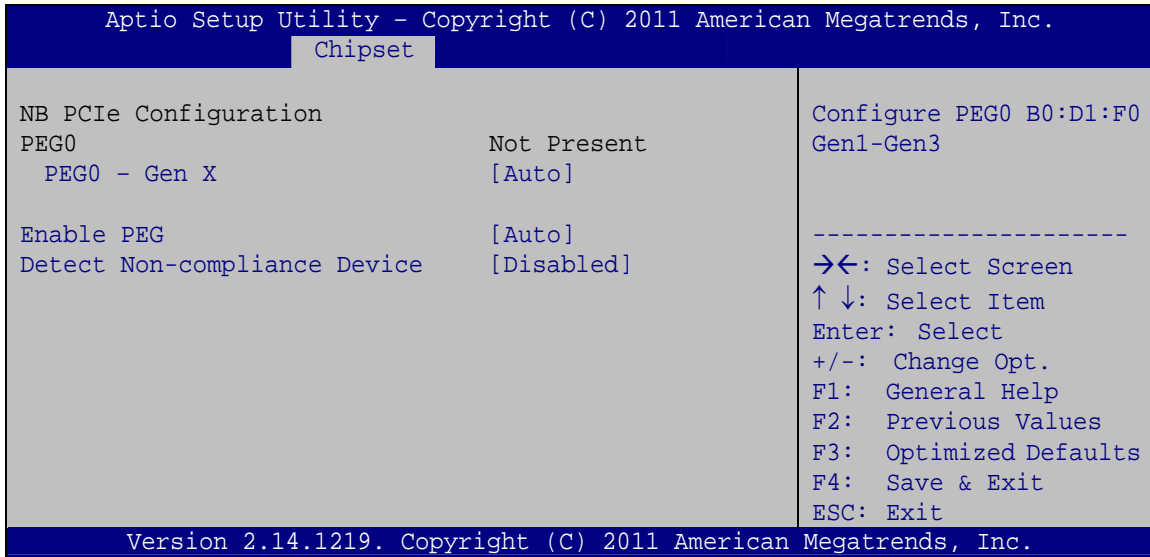 Aptio Setup Utility – Copyright (C) 2011 American Megatrends, Inc.
Chipset
NB PCIe Configuration
PEG0 Not Present
PEG0 – Gen X [Auto]
Enable PEG [Auto]
Detect Non-compliance Device [Disabled]
Configure PEG0 B0:D1:F0
Gen1-Gen3
----------------------
→←: Select Screen
↑ ↓: Select Item
Enter: Select
+/-: Change Opt.
F1: General Help
F2: Previous Values
F3: Optimized Defaults
F4: Save & Exit
ESC: Exit
Version 2.14.1219. Copyright (C) 2011 American Megatrends, Inc.